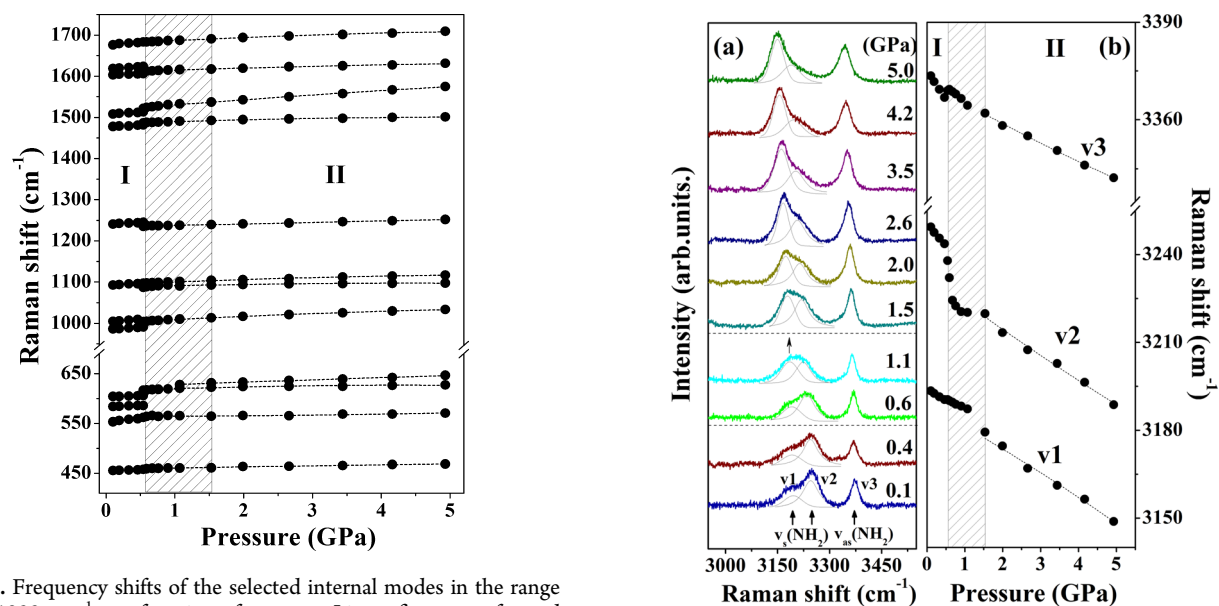 1700
1600
1500
1400
1300
1200
1100
1000
650
550
450
Raman shift (cm⁻¹)
I
II
0 1 2 3 4 5
Pressure (GPa)
. Frequency shifts of the selected internal modes in the range
(a)
(GPa)
5.0
4.2
3.5
2.6
2.0
1.5
1.1
0.6
0.4
0.1
v1 v2 v3
vs(NH2) vas(NH2)
Intensity (arb.units.)
3000 3150 3300 3450
Raman shift (cm⁻¹)
I II (b)
3390
3360
3240
3210
3180
3150
v3
v2
v1
Raman shift (cm⁻¹)
0 1 2 3 4 5
Pressure (GPa)